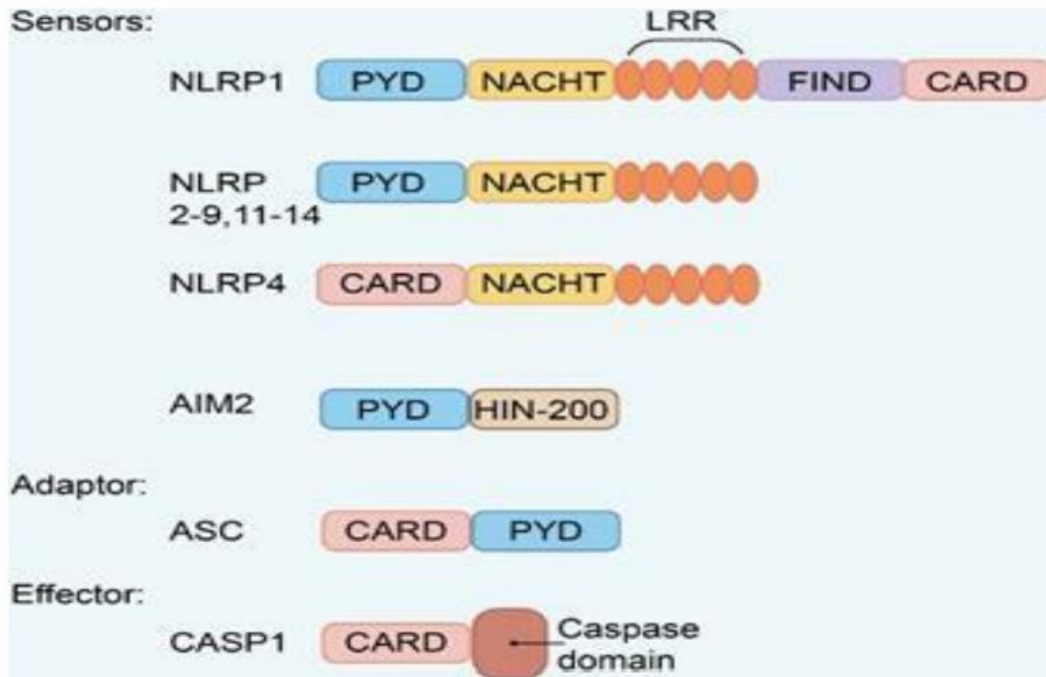 Sensors:
LRR
NLRP1 PYD NACHT FIND CARD
NLRP PYD NACHT
2-9,11-14
NLRP4 CARD NACHT
AIM2 PYD HIN-200
Adaptor:
ASC CARD PYD
Effector:
CASP1 CARD Caspase
domain